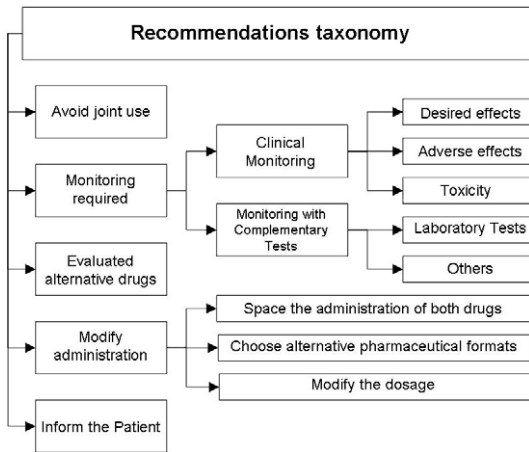 Recommendations taxonomy
Avoid joint use
Monitoring
required
Clinical
Monitoring
Desired effects
Adverse effects
Toxicity
Monitoring with
Complementary
Tests
Laboratory Tests
Others
Evaluated
alternative drugs
Modify
administration
Space the administration of both drugs
Choose alternative pharmaceutical formats
Modify the dosage
Inform the Patient